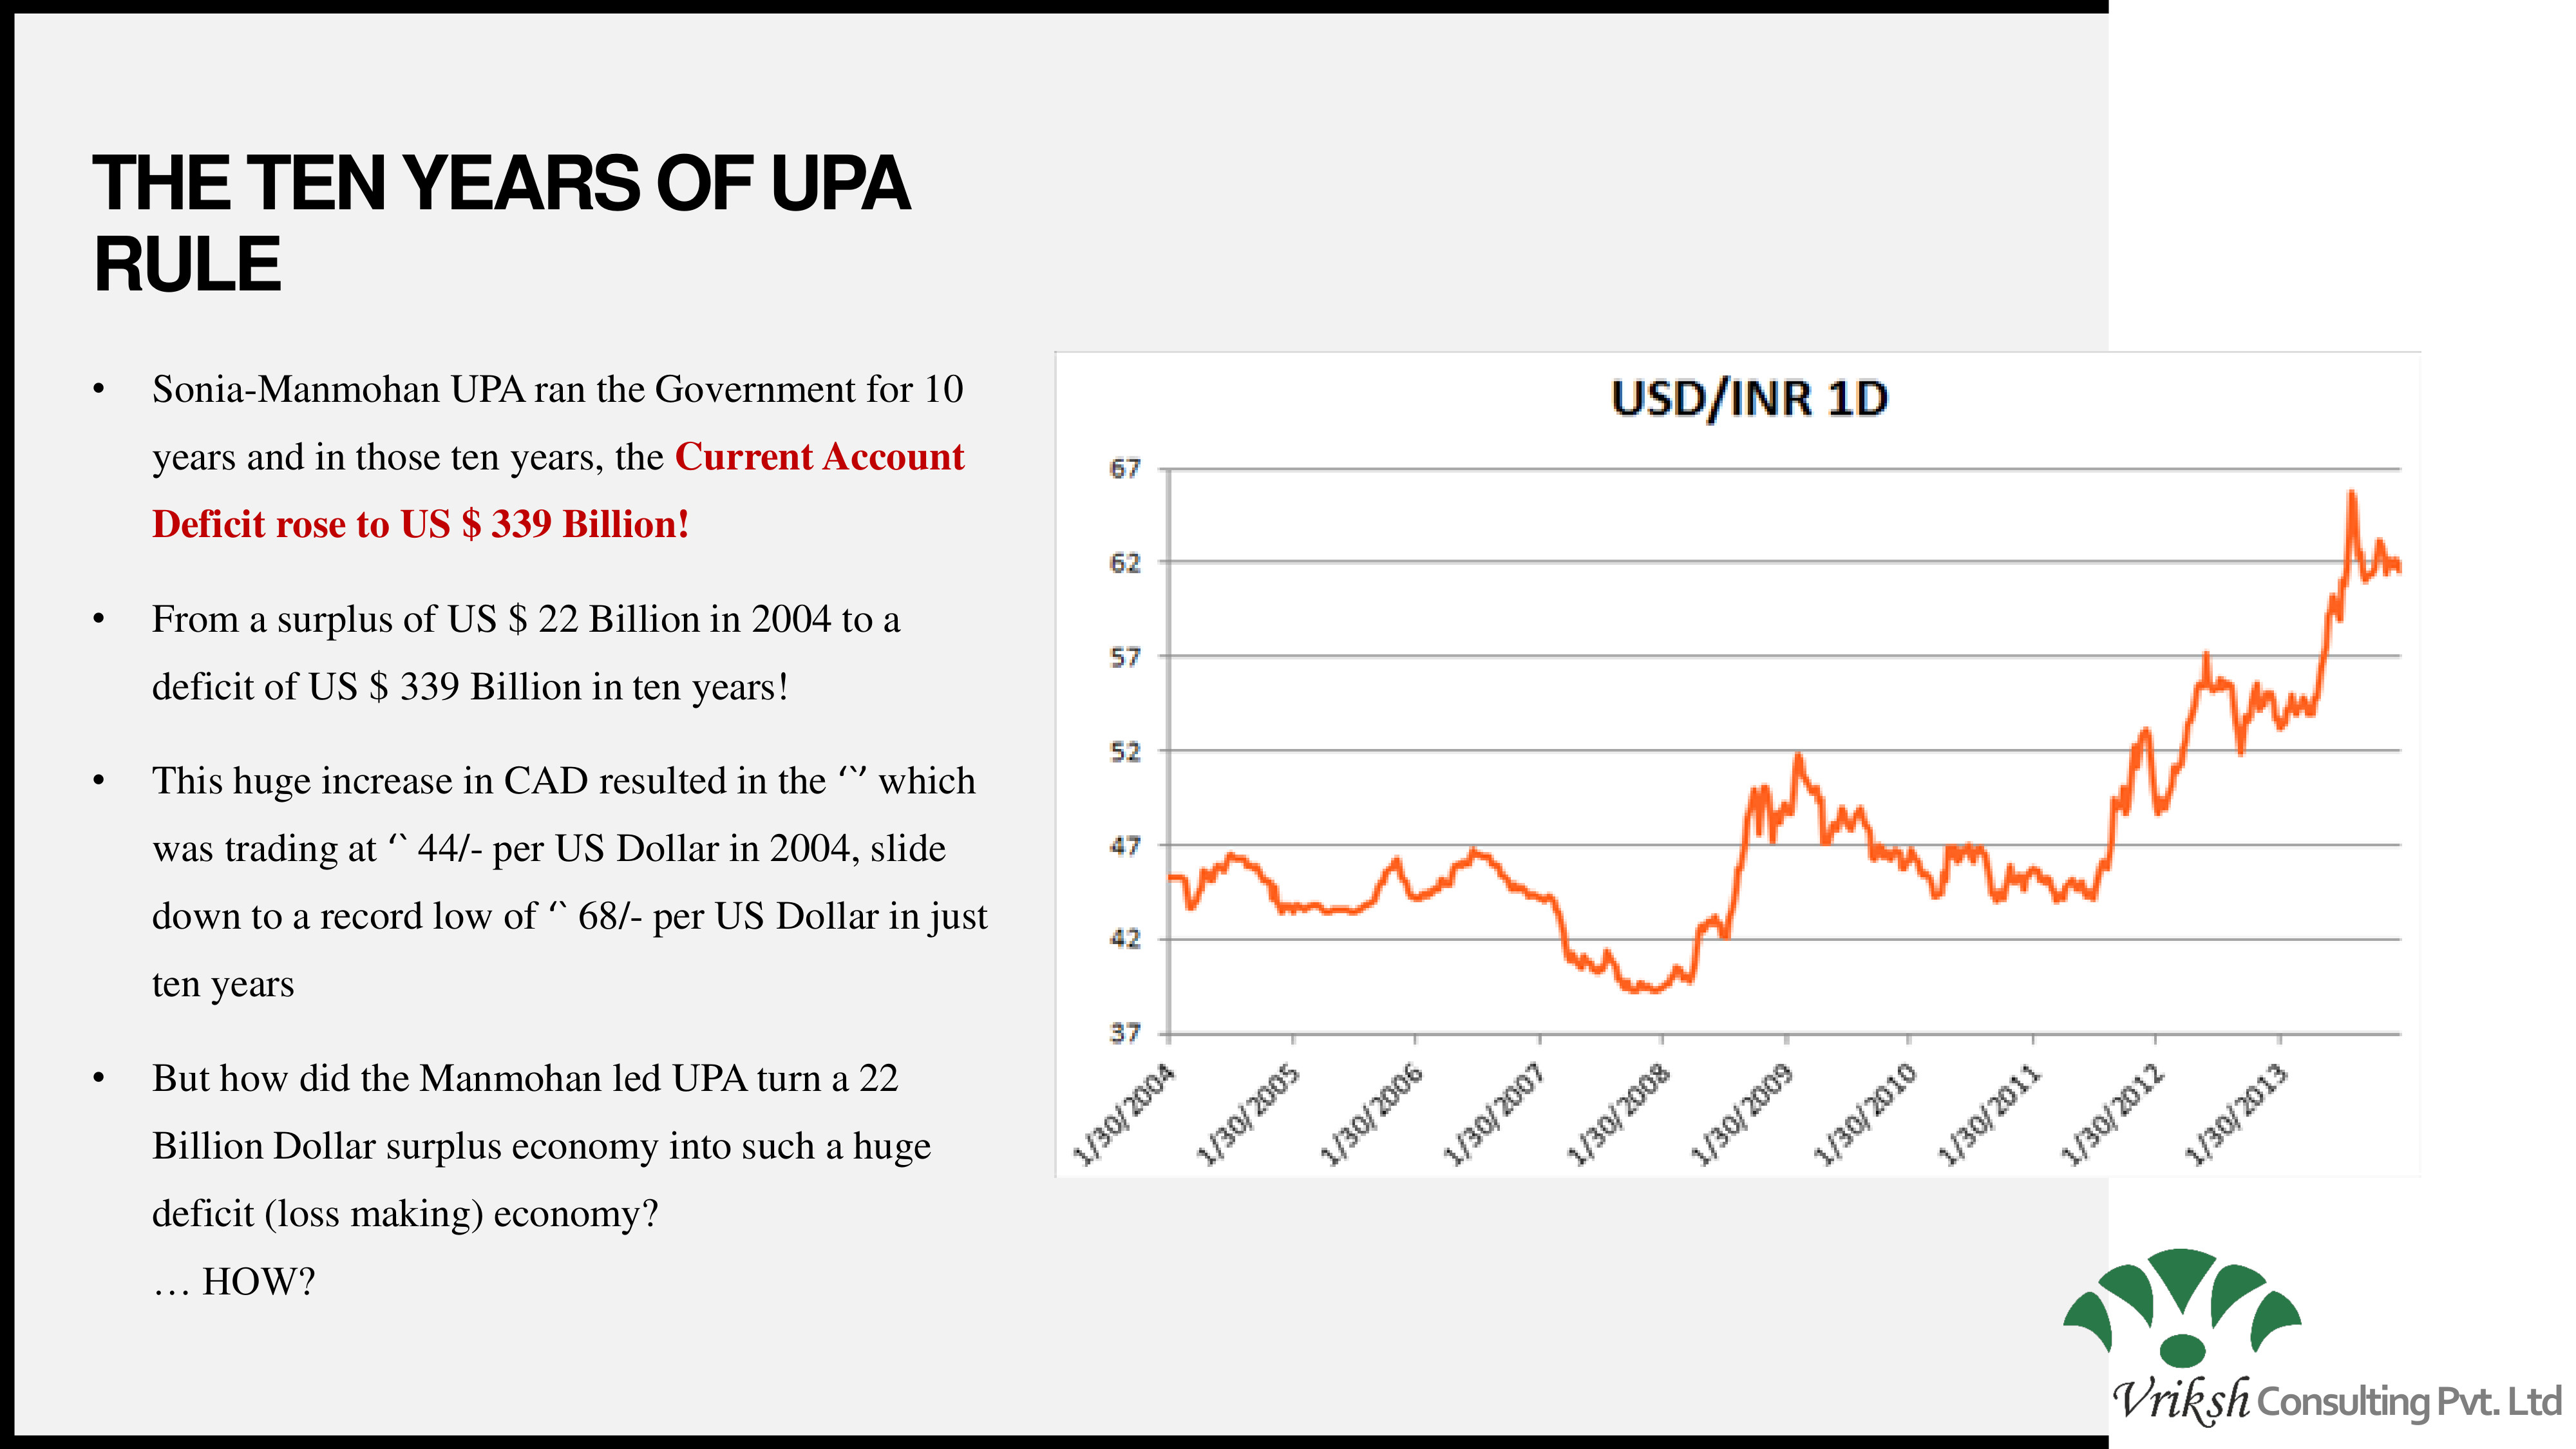 THE TEN YEARS OF UPA
RULE
• Sonia-Manmohan UPA ran the Government for 10
years and in those ten years, the Current Account
Deficit rose to US $ 339 Billion!
• From a surplus of US $ 22 Billion in 2004 to a
deficit of US $ 339 Billion in ten years!
• This huge increase in CAD resulted in the ‘`’ which
was trading at ‘` 44/- per US Dollar in 2004, slide
down to a record low of ‘` 68/- per US Dollar in just
ten years
• But how did the Manmohan led UPA turn a 22
Billion Dollar surplus economy into such a huge
deficit (loss making) economy?
… HOW?
USD/INR 1D
67
62
57
52
47
42
37
1/30/2004
1/30/2005
1/30/2006
1/30/2007
1/30/2008
1/30/2009
1/30/2010
1/30/2011
1/30/2012
1/30/2013
Vriksh Consulting Pvt. Ltd